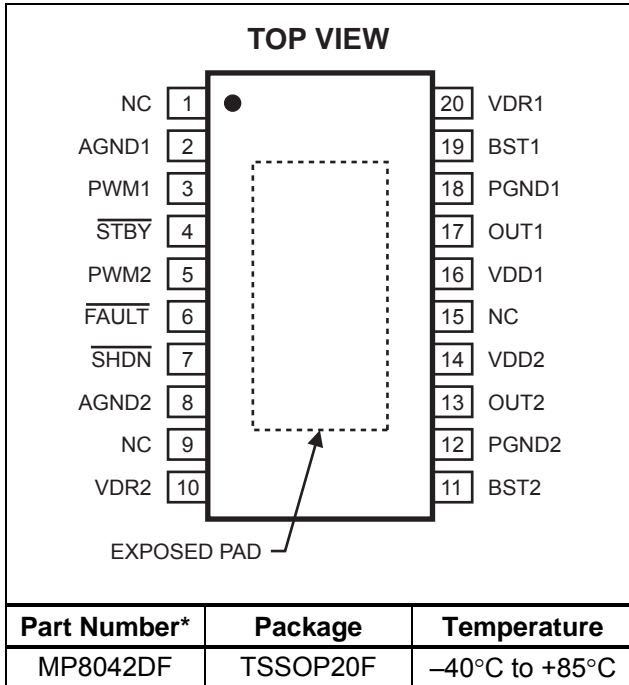 TOP VIEW
NC 1 20 VDR1
AGND1 2 19 BST1
PWM1 3 18 PGND1
STBY 4 17 OUT1
PWM2 5 16 VDD1
FAULT 6 15 NC
SHDN 7 14 VDD2
AGND2 8 13 OUT2
NC 9 12 PGND2
VDR2 10 11 BST2
EXPOSED PAD
Part Number* Package Temperature
MP8042DF TSSOP20F –40°C to +85°C